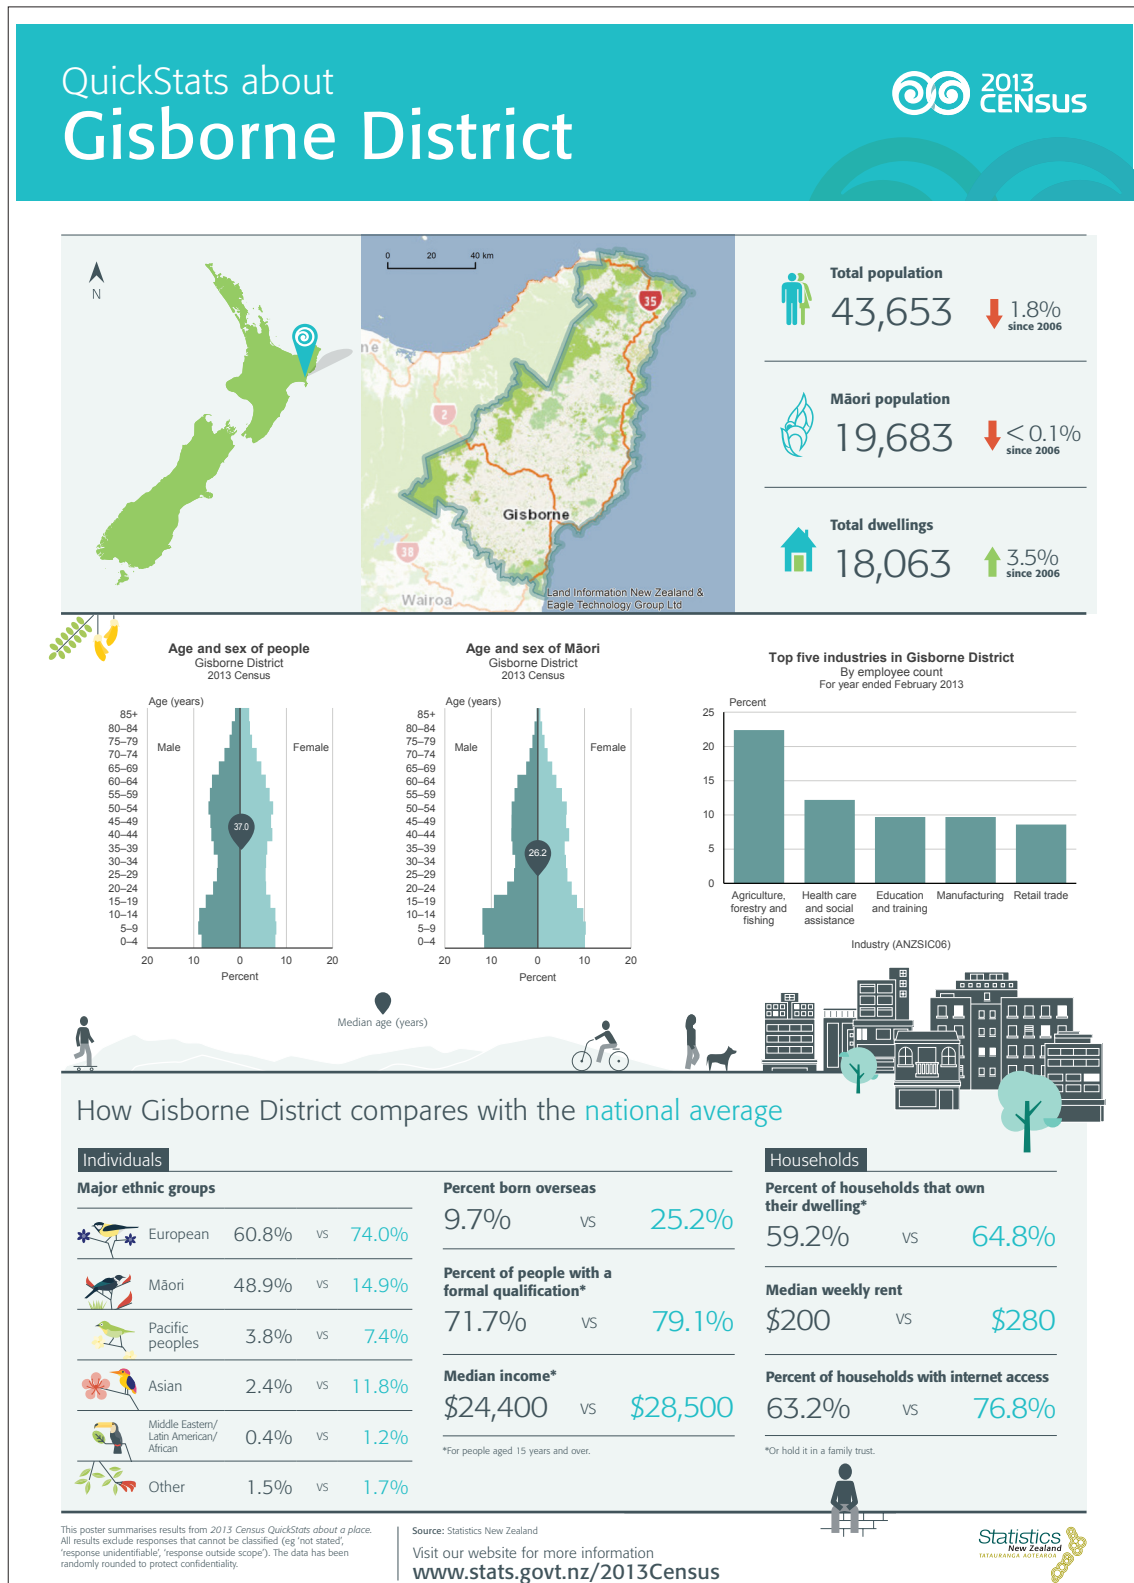 QuickStats about
Gisborne District
2013
CENSUS
N
0 20 40 km
ne
35
2
Gisborne
38
Wairoa
Land Information New Zealand &
Eagle Technology Group Ltd
Total population
43,653
1.8%
since 2006
Māori population
19,683
< 0.1%
since 2006
Total dwellings
18,063
3.5%
since 2006
Age and sex of people
Gisborne District
2013 Census
Age (years)
85+
80–84
75–79
70–74
65–69
60–64
55–59
50–54
45–49
40–44
35–39
30–34
25–29
20–24
15–19
10–14
5–9
0–4
Male
Female
37.0
20 10 0 10 20
Percent
Age and sex of Māori
Gisborne District
2013 Census
Age (years)
85+
80–84
75–79
70–74
65–69
60–64
55–59
50–54
45–49
40–44
35–39
30–34
25–29
20–24
15–19
10–14
5–9
0–4
Male
Female
26.2
20 10 0 10 20
Percent
Top five industries in Gisborne District
By employee count
For year ended February 2013
Percent
25
20
15
10
5
0
Agriculture,
forestry and
fishing
Health care
and social
assistance
Education
and training
Manufacturing
Retail trade
Industry (ANZSIC06)
Median age (years)
How Gisborne District compares with the national average
Individuals
Major ethnic groups
European 60.8% vs 74.0%
Māori 48.9% vs 14.9%
Pacific
peoples 3.8% vs 7.4%
Asian 2.4% vs 11.8%
Middle Eastern/
Latin American/
African 0.4% vs 1.2%
Other 1.5% vs 1.7%
Percent born overseas
9.7% vs 25.2%
Percent of people with a
formal qualification*
71.7% vs 79.1%
Median income*
$24,400 vs $28,500
*For people aged 15 years and over.
Households
Percent of households that own
their dwelling*
59.2% vs 64.8%
Median weekly rent
$200 vs $280
Percent of households with internet access
63.2% vs 76.8%
*Or hold it in a family trust.
This poster summarises results from 2013 Census QuickStats about a place.
All results exclude responses that cannot be classified (eg 'not stated',
'response unidentifiable', 'response outside scope'). The data has been
randomly rounded to protect confidentiality.
Source: Statistics New Zealand
Visit our website for more information
www.stats.govt.nz/2013Census
Statistics
New Zealand
TATAURANGA AOTEAROA